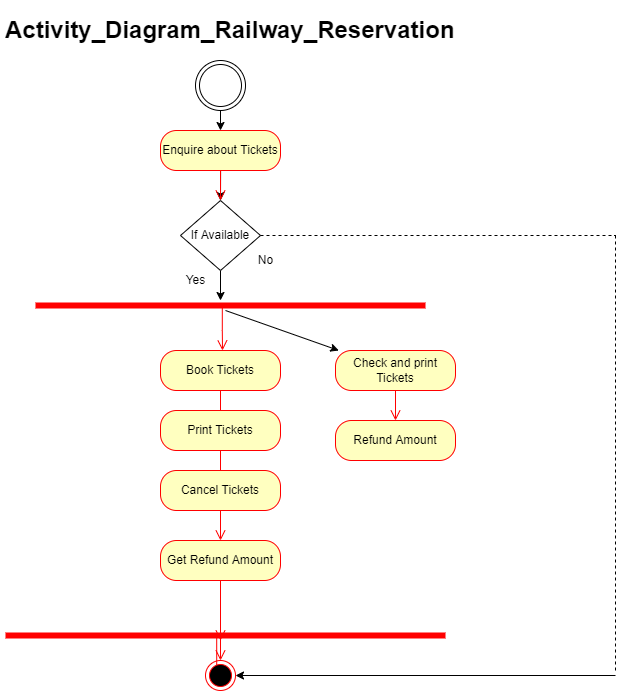 Activity_Diagram_Railway_Reservation
Enquire about Tickets
If Available
No
Yes
Book Tickets
Check and print
Tickets
Print Tickets
Refund Amount
Cancel Tickets
Get Refund Amount